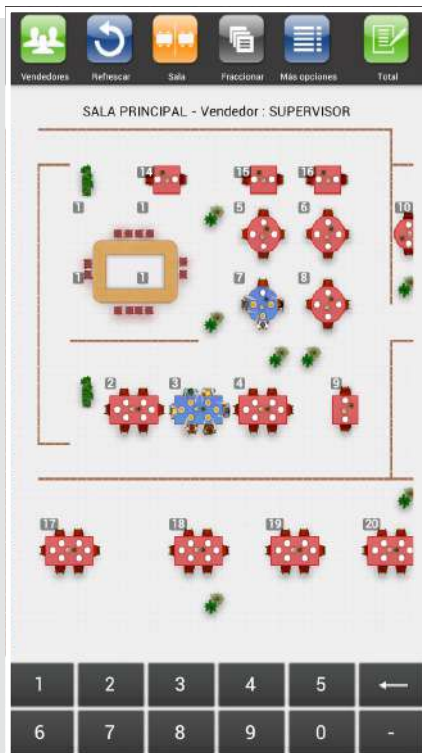 Vendedores Refrescar Sala Fraccionar Más opciones Total
SALA PRINCIPAL - Vendedor : SUPERVISOR
14 15 16
1 1 5 6 10
1 1 7 8
2 3 4 9
17 18 19 20
1 2 3 4 5 ←
6 7 8 9 0 -